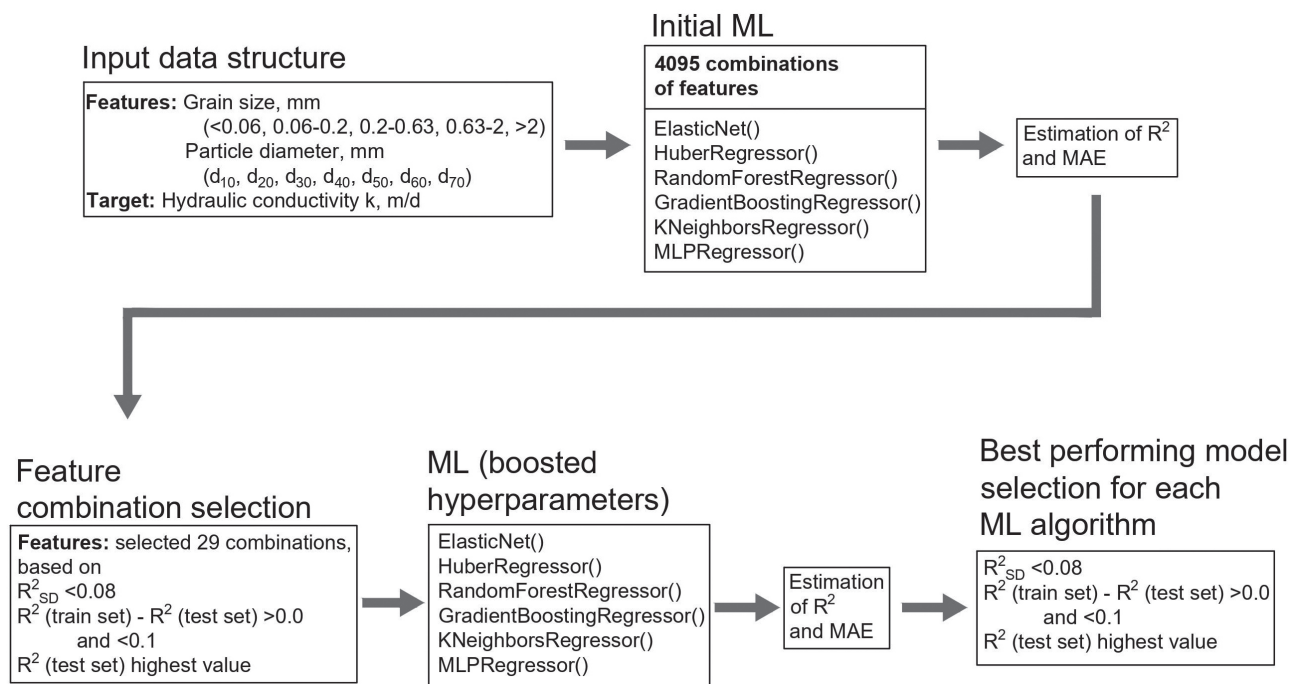 Input data structure
Features: Grain size, mm
(<0.06, 0.06-0.2, 0.2-0.63, 0.63-2, >2)
Particle diameter, mm
(d10, d20, d30, d40, d50, d60, d70)
Target: Hydraulic conductivity k, m/d
Initial ML
4095 combinations
of features
ElasticNet()
HuberRegressor()
RandomForestRegressor()
GradientBoostingRegressor()
KNeighborsRegressor()
MLPRegressor()
Estimation of R²
and MAE
Feature
combination selection
Features: selected 29 combinations,
based on
R²SD <0.08
R² (train set) - R² (test set) >0.0
and <0.1
R² (test set) highest value
ML (boosted
hyperparameters)
ElasticNet()
HuberRegressor()
RandomForestRegressor()
GradientBoostingRegressor()
KNeighborsRegressor()
MLPRegressor()
Estimation
of R²
and MAE
Best performing model
selection for each
ML algorithm
R²SD <0.08
R² (train set) - R² (test set) >0.0
and <0.1
R² (test set) highest value